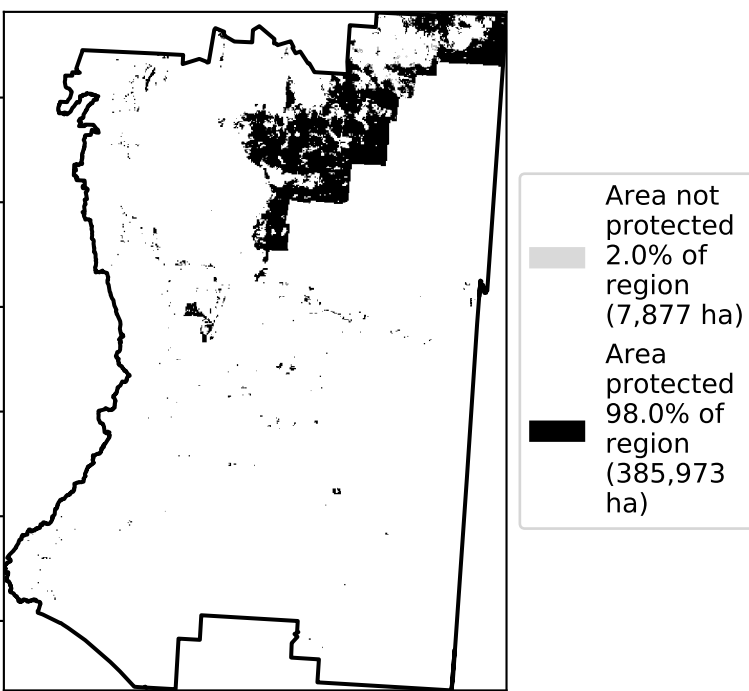 Area not
protected
2.0% of
region
(7,877 ha)
Area
protected
98.0% of
region
(385,973
ha)